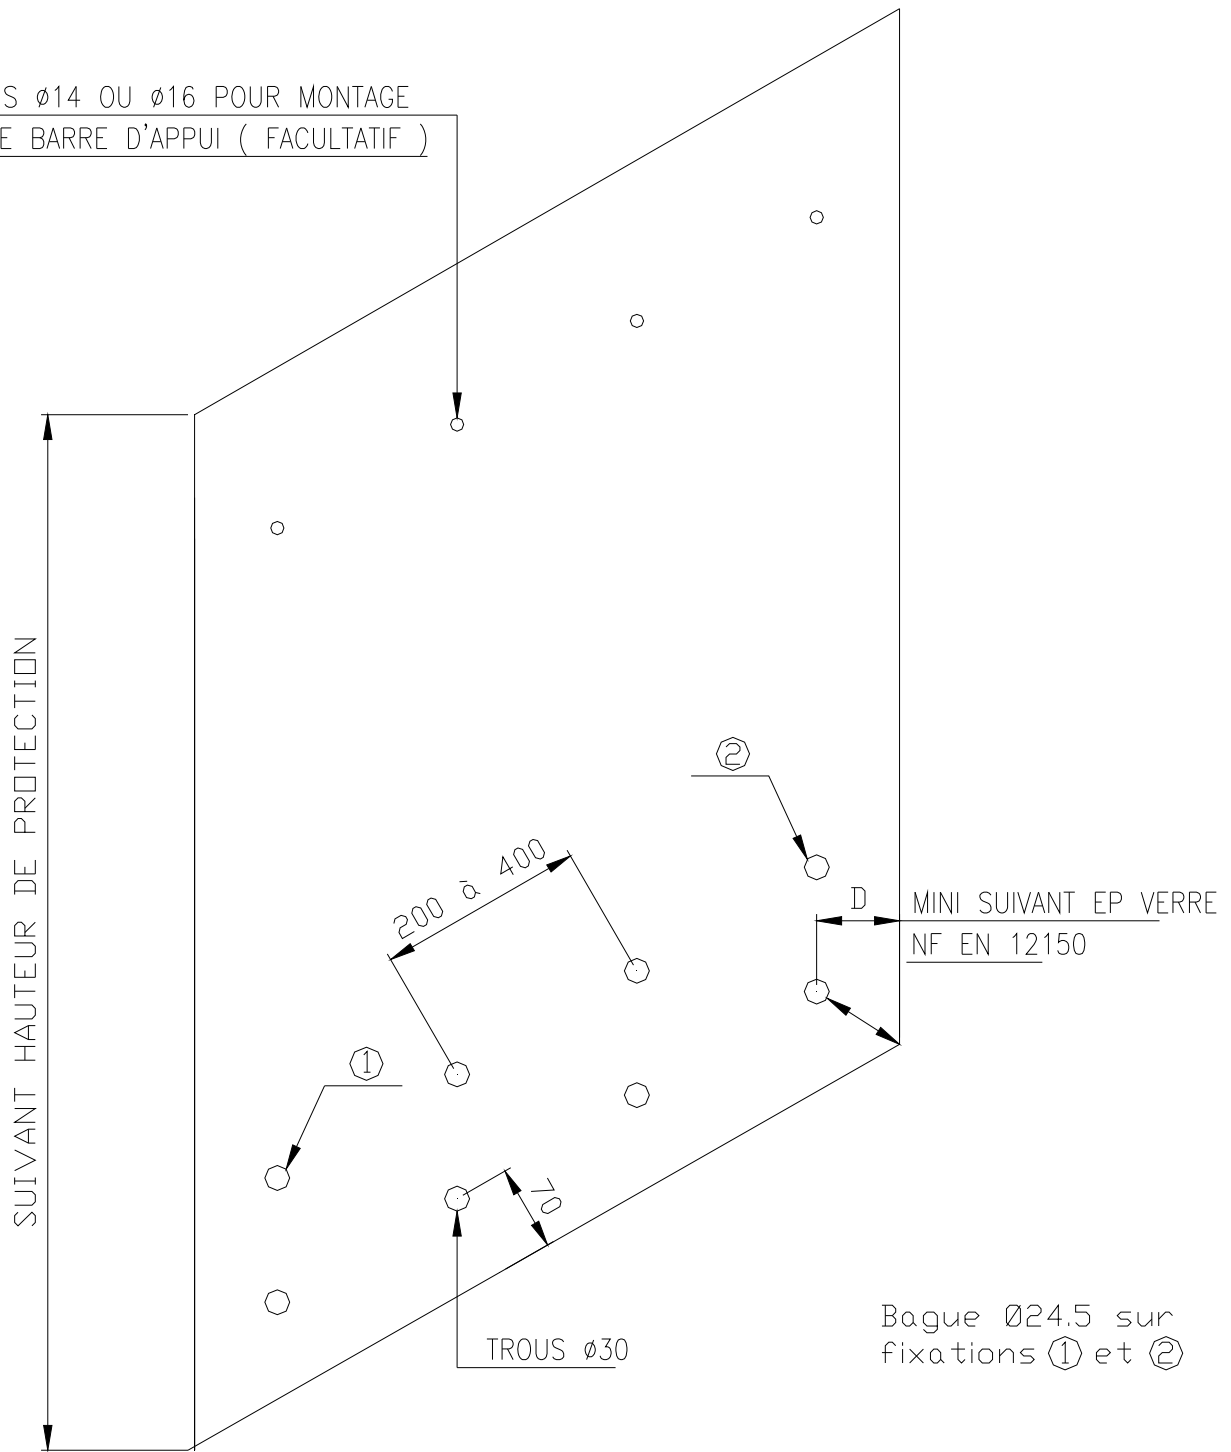 S ø14 OU ø16 POUR MONTAGE
E BARRE D'APPUI ( FACULTATIF )
SUIVANT HAUTEUR DE PROTECTION
2
200 à 400
D
MINI SUIVANT EP VERRE
NF EN 12150
1
70
TROUS ø30
Bague Ø24.5 sur
fixations 1 et 2